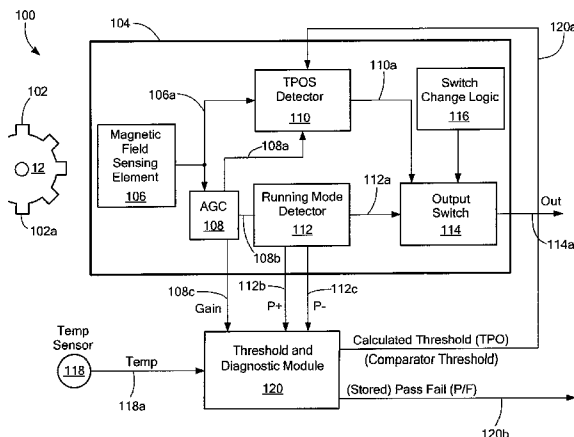 100
104
120a
102
106a
TPOS
Detector
110
110a
Switch
Change Logic
116
Magnetic
Field
Sensing
Element
106
108a
12
102a
AGC
108
108b
Running Mode
Detector
112
112a
Output
Switch
114
Out
114a
108c
Gain
112b
P+
112c
P-
Temp
Sensor
118
Temp
118a
Threshold and
Diagnostic Module
120
Calculated Threshold (TPO)
(Comparator Threshold)
(Stored) Pass Fail (P/F)
120b